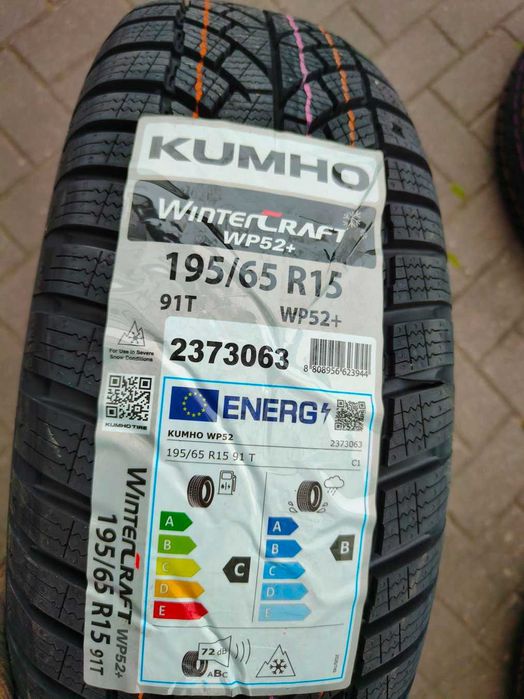 KUMHO
WINTERCRAFT
WP52+
195/65 R15
91T WP52+
For Use in Severe
Snow Conditions
2373063
8 808956 623944
KUMHO TIRE
ENERG
KUMHO WP52 2373063
195/65 R15 91 T C1
A
B
C
D
E
C
A
B
C
D
E
B
72 dB
ABC
WINTERCRAFT WP52+
195/65 R15 91T